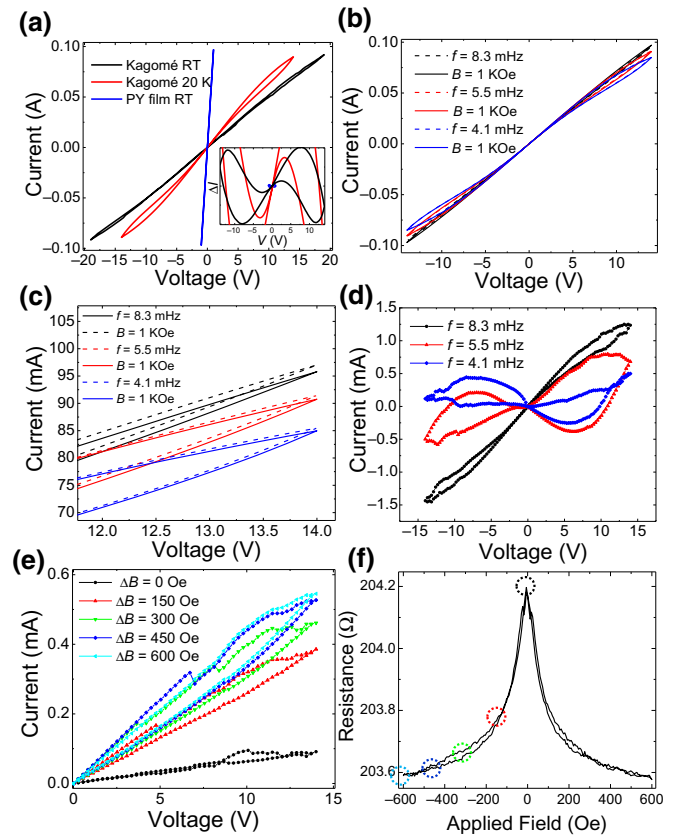 (a)
Current (A)
0.10
0.05
0.00
−0.05
−0.10
Kagomé RT
Kagomé 20 K
PY film RT
ΔI
−10 −5 0 5 10
V (V)
−20 −15 −10 −5 0 5 10 15 20
Voltage (V)
(b)
Current (A)
0.10
0.05
0.00
−0.05
−0.10
f = 8.3 mHz
B = 1 KOe
f = 5.5 mHz
B = 1 KOe
f = 4.1 mHz
B = 1 KOe
−10 −5 0 5 10
Voltage (V)
(c)
Current (mA)
105
100
95
90
85
80
75
70
f = 8.3 mHz
B = 1 KOe
f = 5.5 mHz
B = 1 KOe
f = 4.1 mHz
B = 1 KOe
12.0 12.5 13.0 13.5 14.0
Voltage (V)
(d)
Current (mA)
1.5
1.0
0.5
0.0
−0.5
−1.0
−1.5
f = 8.3 mHz
f = 5.5 mHz
f = 4.1 mHz
−15 −10 −5 0 5 10 15
Voltage (V)
(e)
Current (mA)
0.6
0.4
0.2
0.0
ΔB = 0 Oe
ΔB = 150 Oe
ΔB = 300 Oe
ΔB = 450 Oe
ΔB = 600 Oe
0 5 10 15
Voltage (V)
(f)
Resistance (Ω)
204.2
204.0
203.8
203.6
−600 −400 −200 0 200 400 600
Applied Field (Oe)